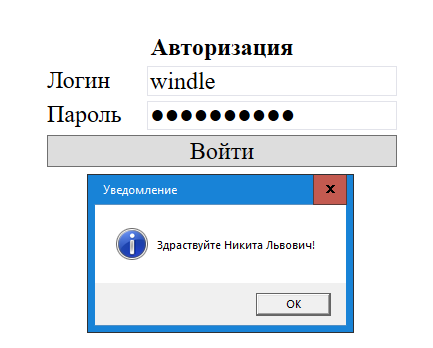 Авторизация
Логин windle
Пароль ●●●●●●●●●●
Войти
Уведомление x
Здраствуйте Никита Львович!
OK